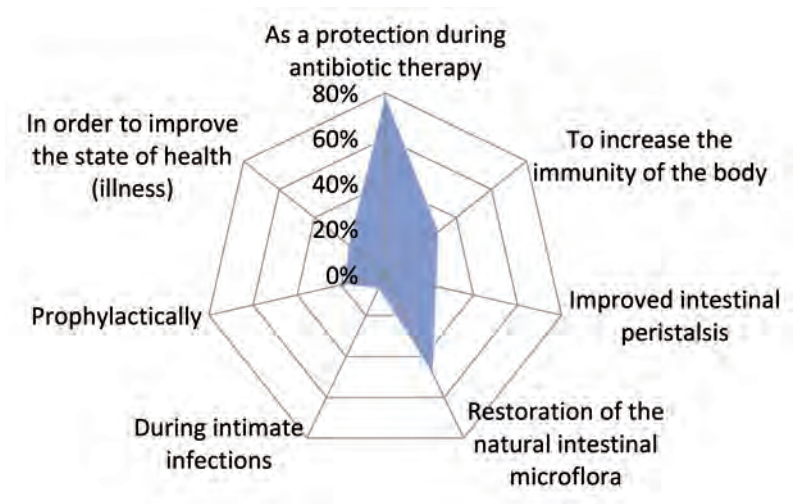 As a protection during
antibiotic therapy
80%
60%
40%
20%
0%
To increase the
immunity of the body
Improved intestinal
peristalsis
Restoration of the
natural intestinal
microflora
During intimate
infections
Prophylactically
In order to improve
the state of health
(illness)